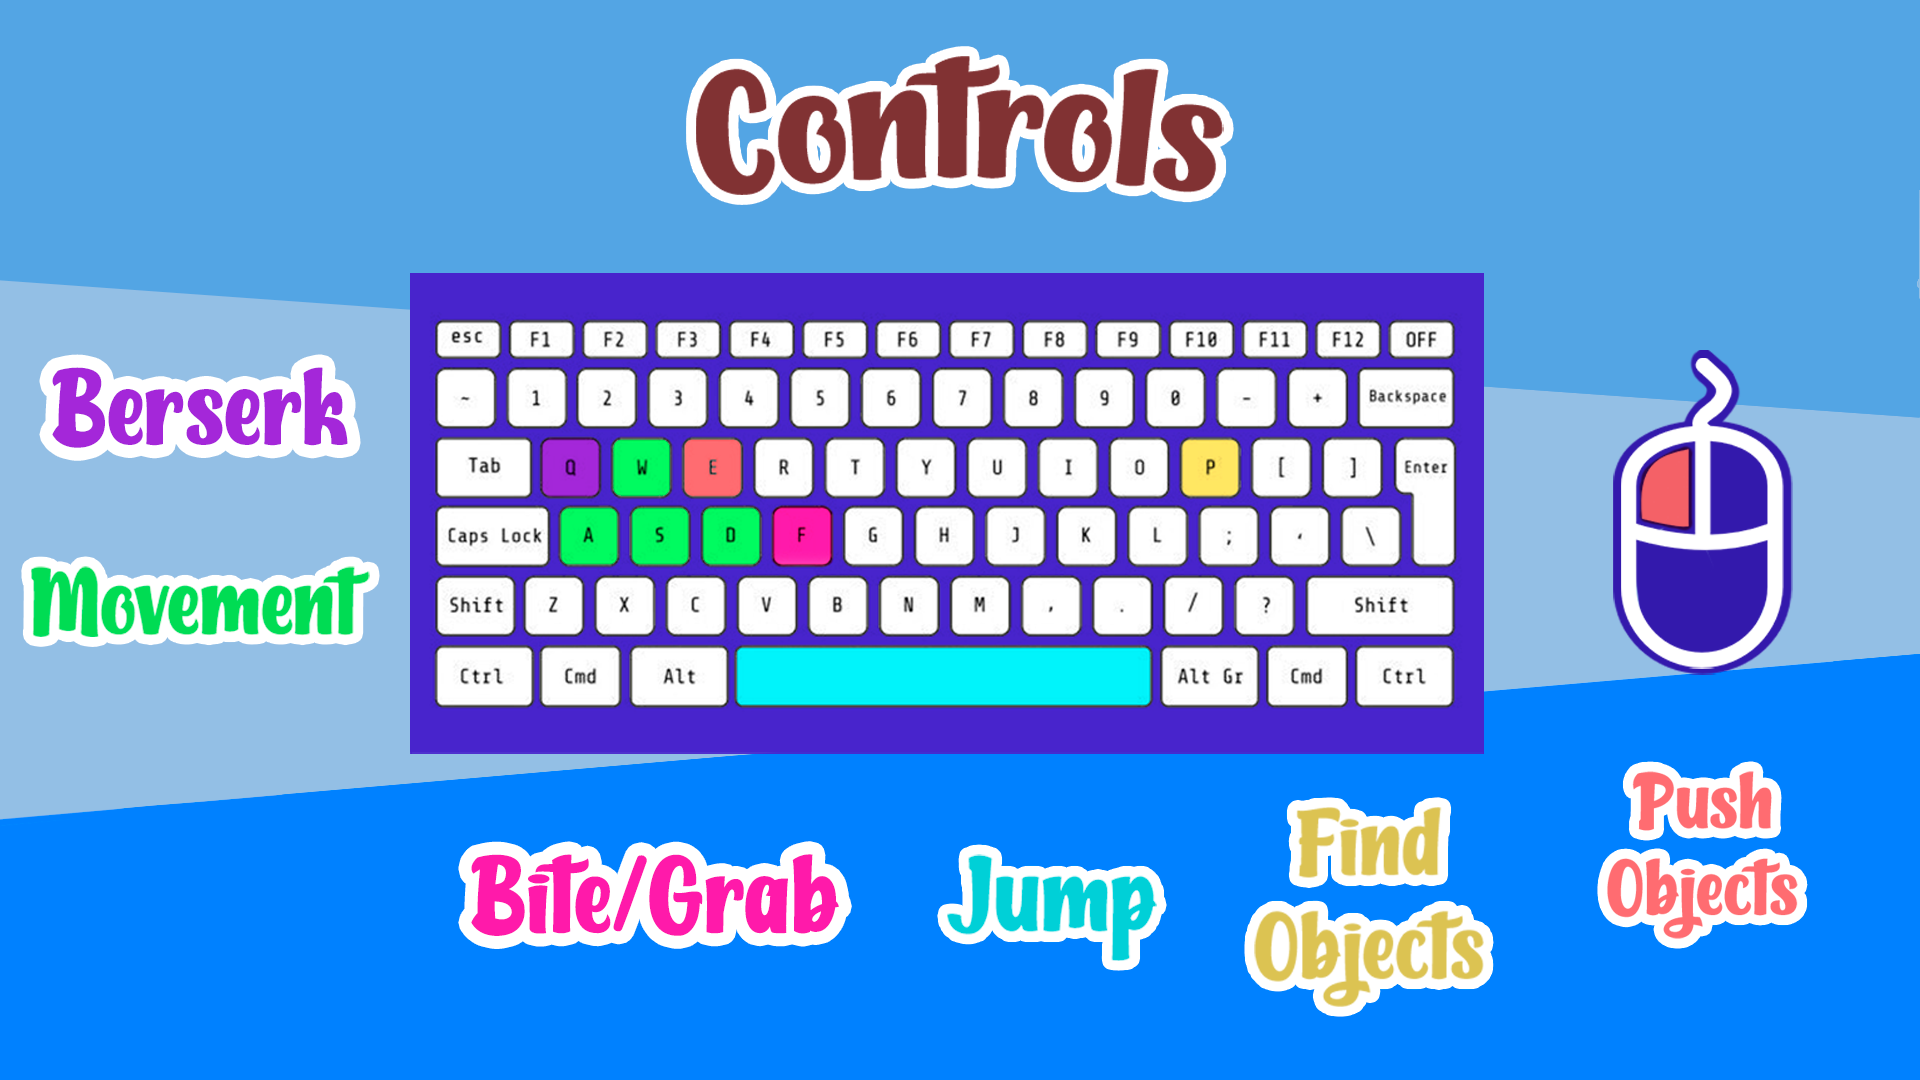 Controls
esc F1 F2 F3 F4 F5 F6 F7 F8 F9 F10 F11 F12 OFF
~ 1 2 3 4 5 6 7 8 9 0 - + Backspace
Tab Q W E R T Y U I O P [ ] Enter
Caps Lock A S D F G H J K L ; ‘ \
Shift Z X C V B N M , . / ? Shift
Ctrl Cmd Alt Alt Gr Cmd Ctrl
Berserk
Movement
Bite/Grab
Jump
Find
Objects
Push
Objects